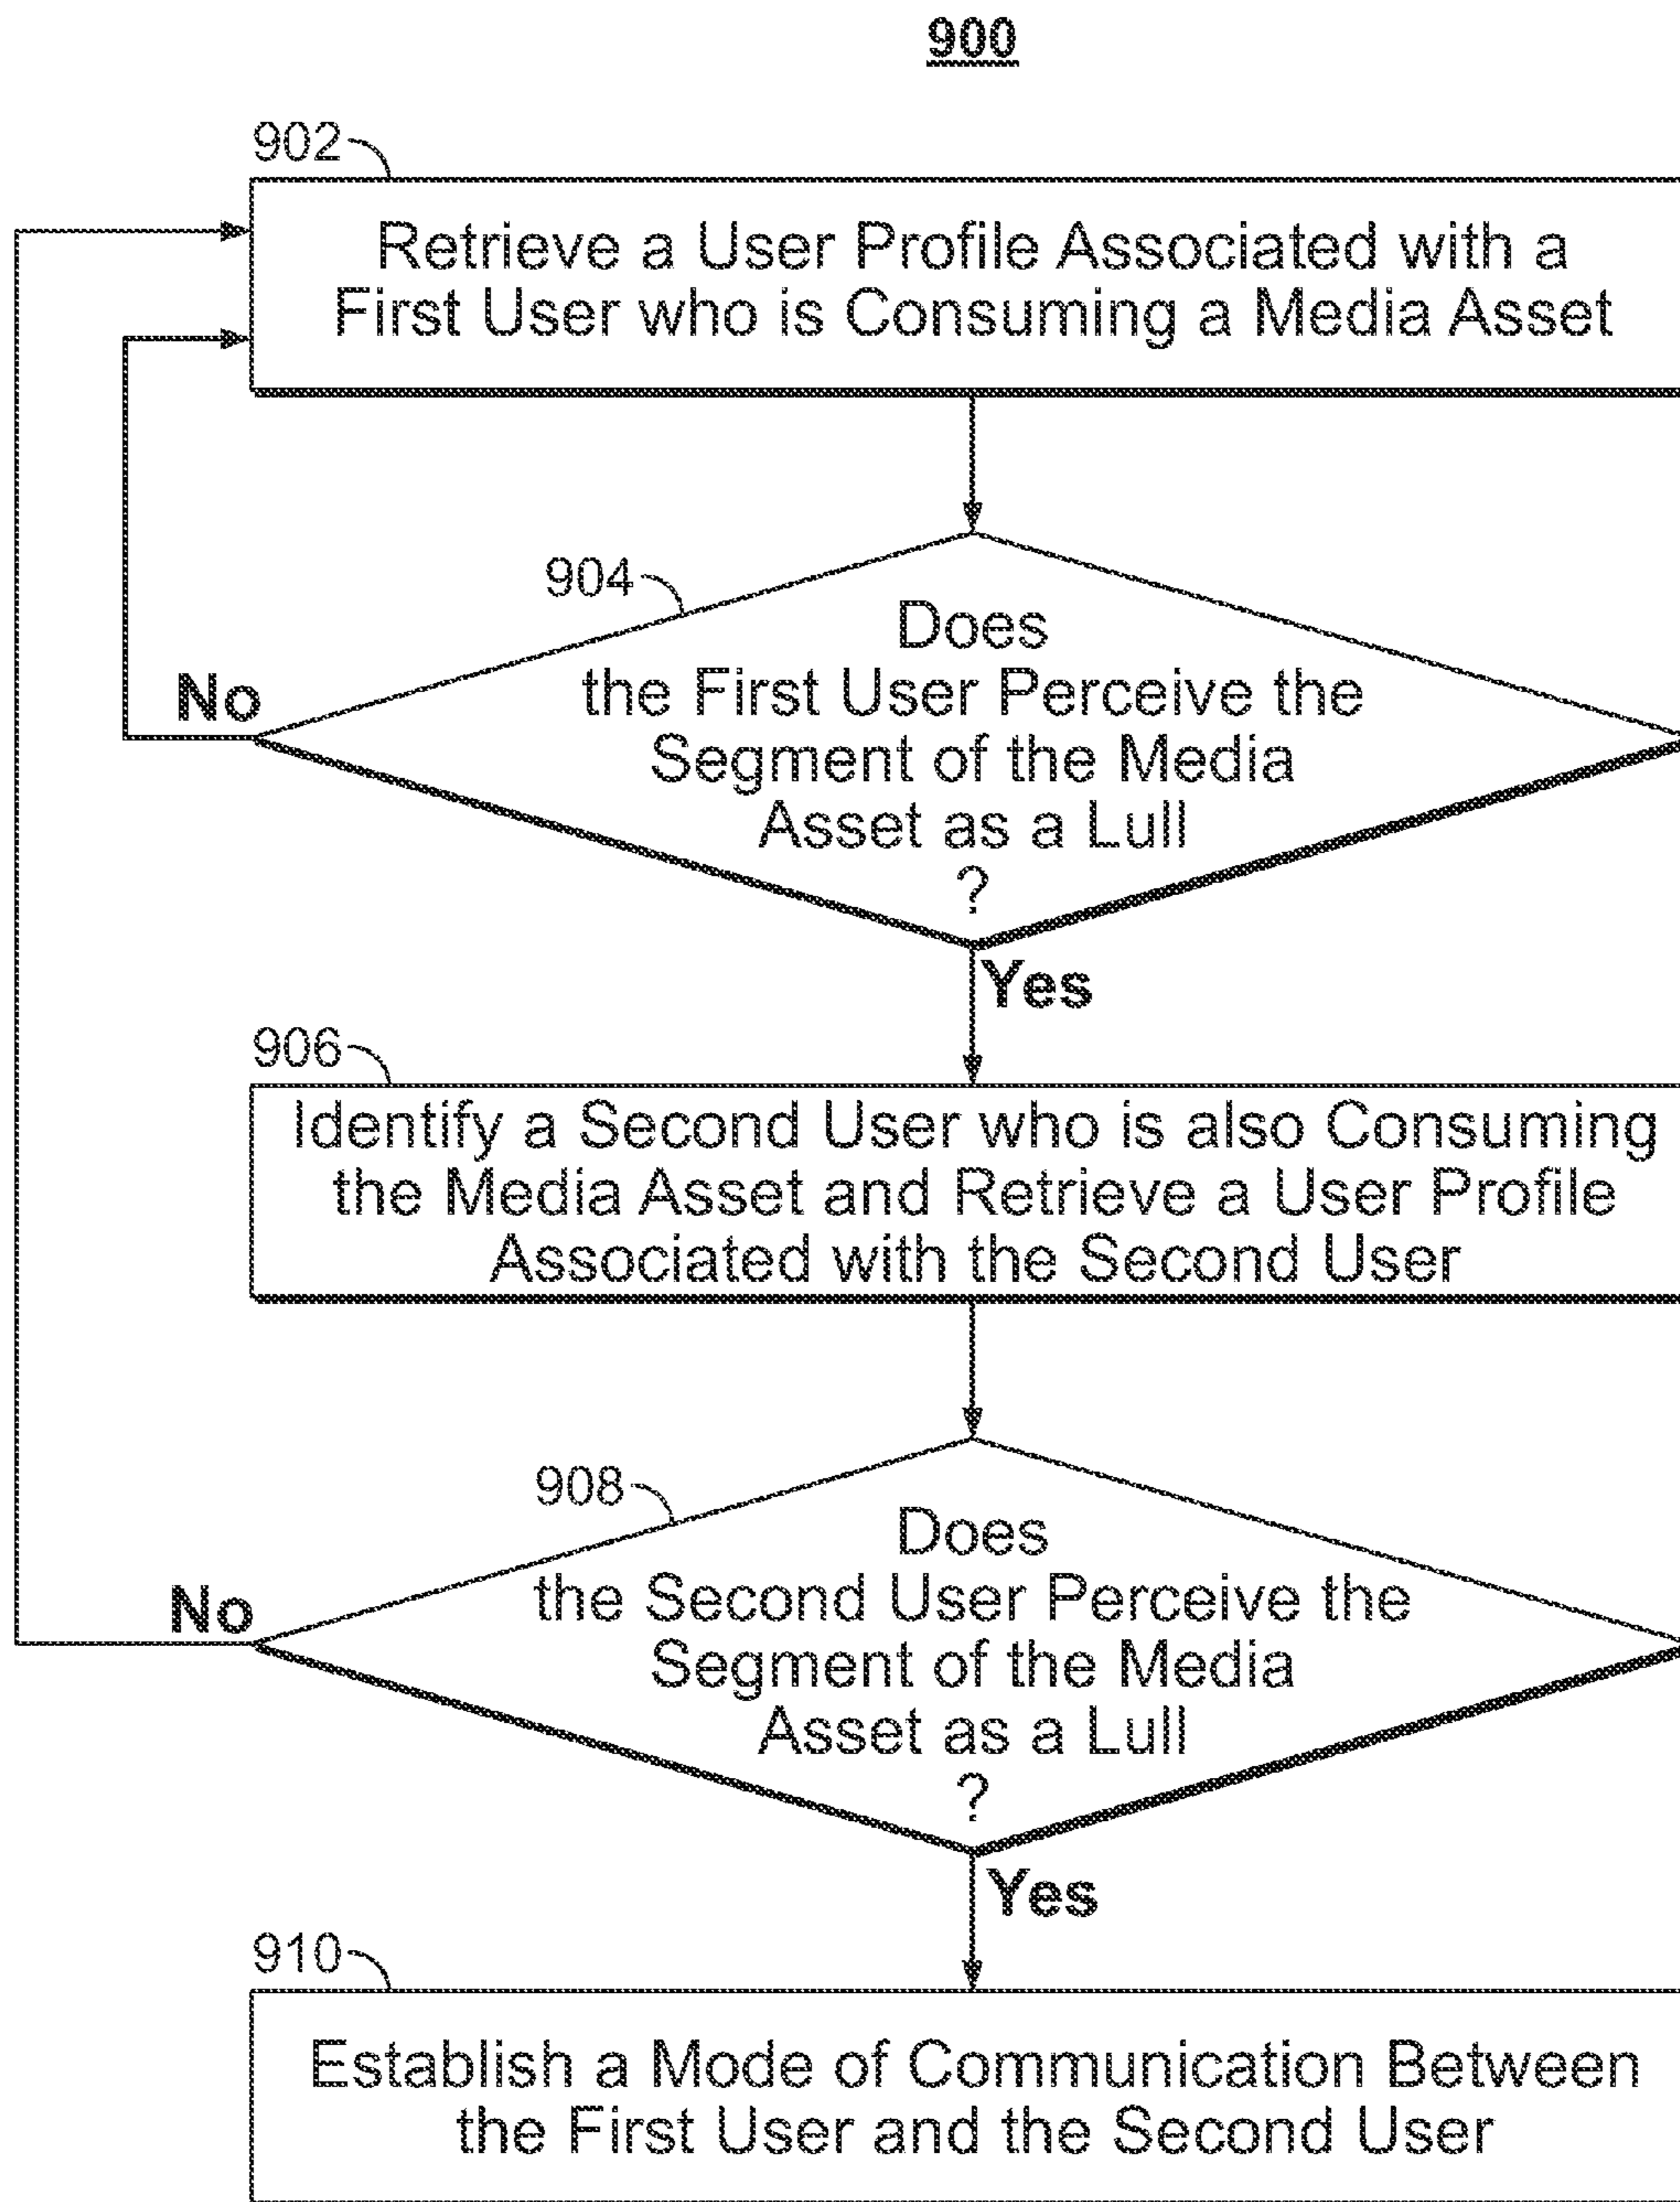 900
902
Retrieve a User Profile Associated with a
First User who is Consuming a Media Asset
904
Does
the First User Perceive the
Segment of the Media
Asset as a Lull
?
No
Yes
906
Identify a Second User who is also Consuming
the Media Asset and Retrieve a User Profile
Associated with the Second User
908
Does
the Second User Perceive the
Segment of the Media
Asset as a Lull
?
No
Yes
910
Establish a Mode of Communication Between
the First User and the Second User